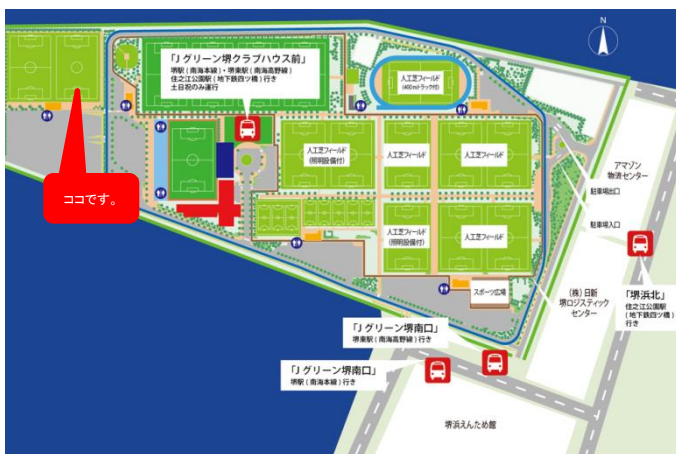 N
「Jグリーン堺クラブハウス前」
堺駅(南海本線)・堺東駅(南海高野線)
住之江公園駅(地下鉄四ツ橋)行き
土日祝のみ運行
人工芝フィールド
(400mトラック付)
人工芝フィールド
(照明設備付)
人工芝フィールド
人工芝フィールド
アマゾン
物流センター
駐車場出口
駐車場入口
ココです。
人工芝フィールド
(照明設備付)
人工芝フィールド
スポーツ広場
(株)日新
堺ロジスティック
センター
「堺浜北」
住之江公園駅
(地下鉄四ツ橋)
行き
「Jグリーン堺南口」
堺東駅(南海高野線)行き
「Jグリーン堺南口」
堺駅(南海本線)行き
堺浜えんため館